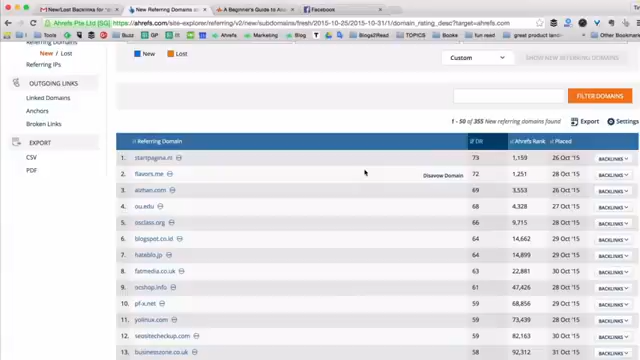 New/Lost Backlinks for
New Referring Domains
A Beginner's Guide to
Facebook
Ahrefs Pte Ltd [SG] https://ahrefs.com/site-explorer/referring/v2/new/subdomains/fresh/2015-10-25/2015-10-31/1/domain_rating_desc?target=ahrefs.com
Buzz GP in Ahrefs Marketing Blogs2Read TOPICS Books fun read great product Other Bookmar
Referring Domains
New / Lost
Referring IPs
OUTGOING LINKS
Linked Domains
Anchors
Broken Links
EXPORT
CSV
PDF
New Lost
Custom
SHOW NEW REFERRING DOMAINS
FILTER DOMAINS
1 - 50 of 355 New referring domains found Export Settings
Referring Domain DR Ahrefs Rank Placed
1. startpagina.nl 73 1,159 26 Oct '15 BACKLINKS
2. flavors.me Disavow Domain 72 1,251 28 Oct '15 BACKLINKS
3. 69 3,553 26 Oct '15 BACKLINKS
4. ou.edu 68 4,327 27 Oct '15 BACKLINKS
5. osclass.org 66 9,715 28 Oct '15 BACKLINKS
6. blogspot.co.id 64 14,662 29 Oct '15 BACKLINKS
7. hateblo.jp 64 14,899 29 Oct '15 BACKLINKS
8. fatmedia.co.uk 63 22,881 30 Oct '15 BACKLINKS
9. ocshop.info 61 47,426 28 Oct '15 BACKLINKS
10. pf-x.net 59 68,856 29 Oct '15 BACKLINKS
11. yolinux.com 59 73,439 28 Oct '15 BACKLINKS
12. seositecheckup.com 59 82,163 30 Oct '15 BACKLINKS
13. businesszone.co.uk 58 92,312 31 Oct '15 BACKLINKS